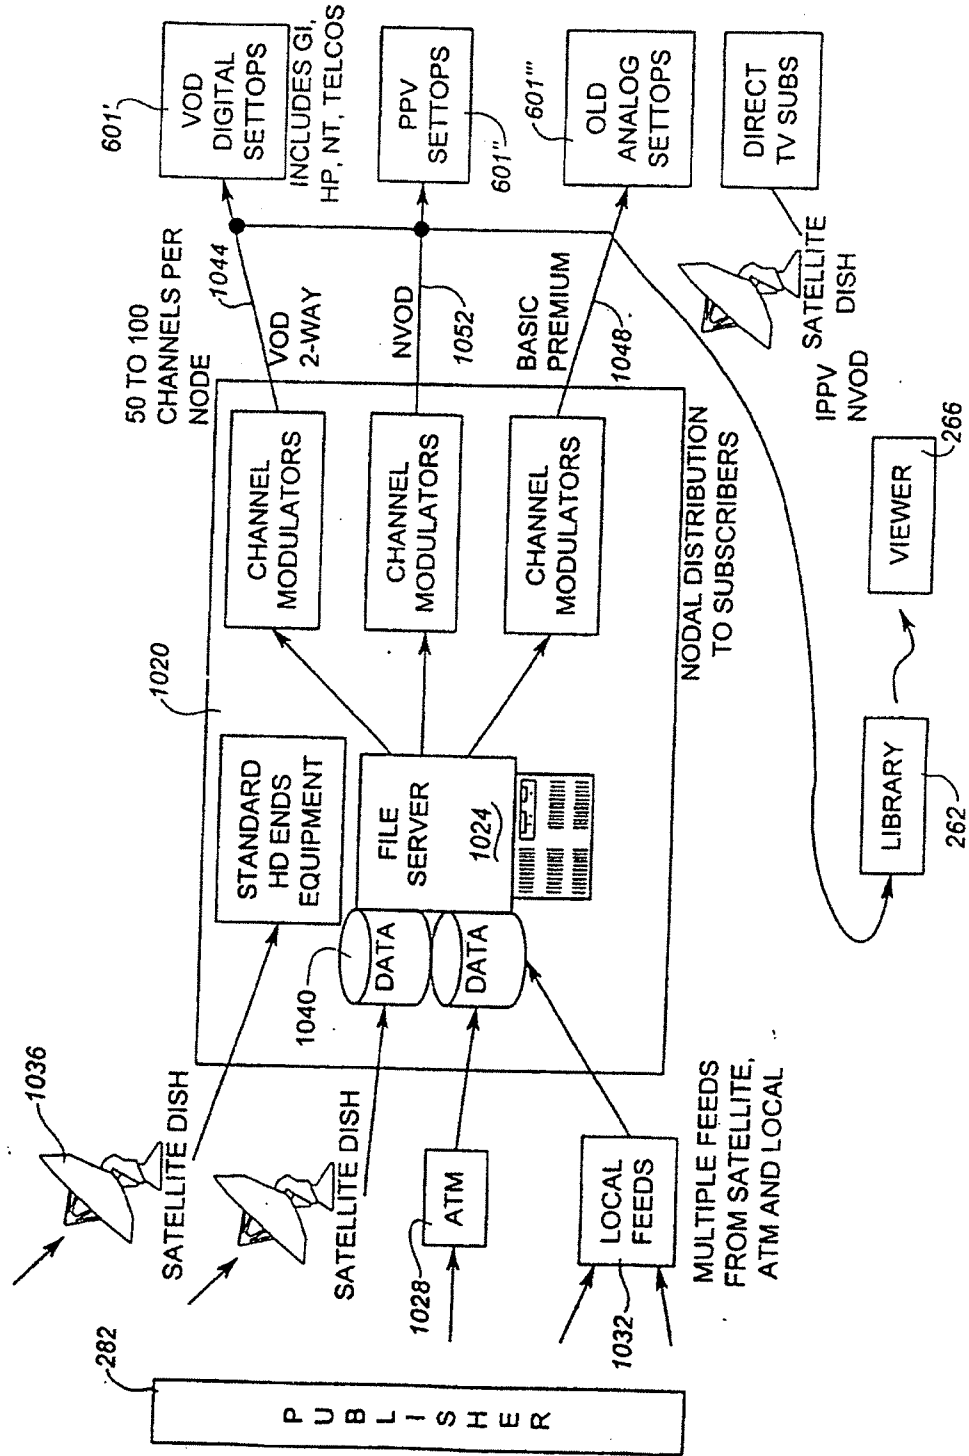 282
PUBLISHER
1036
SATELLITE DISH
SATELLITE DISH
1028
ATM
1032
LOCAL
FEEDS
MULTIPLE FEEDS
FROM SATELLITE,
ATM AND LOCAL
1020
STANDARD
HD ENDS
EQUIPMENT
1040
DATA
DATA
FILE
SERVER
1024
CHANNEL
MODULATORS
CHANNEL
MODULATORS
CHANNEL
MODULATORS
NODAL DISTRIBUTION
TO SUBSCRIBERS
50 TO 100
CHANNELS PER
NODE
1044
VOD
2-WAY
NVOD
1052
BASIC
PREMIUM
1048
601'
VOD
DIGITAL
SETTOPS
INCLUDES GI,
HP, NT, TELCOS
PPV
SETTOPS
601''
601'''
OLD
ANALOG
SETTOPS
DIRECT
TV SUBS
SATELLITE
DISH
IPPV
NVOD
LIBRARY
262
VIEWER
266